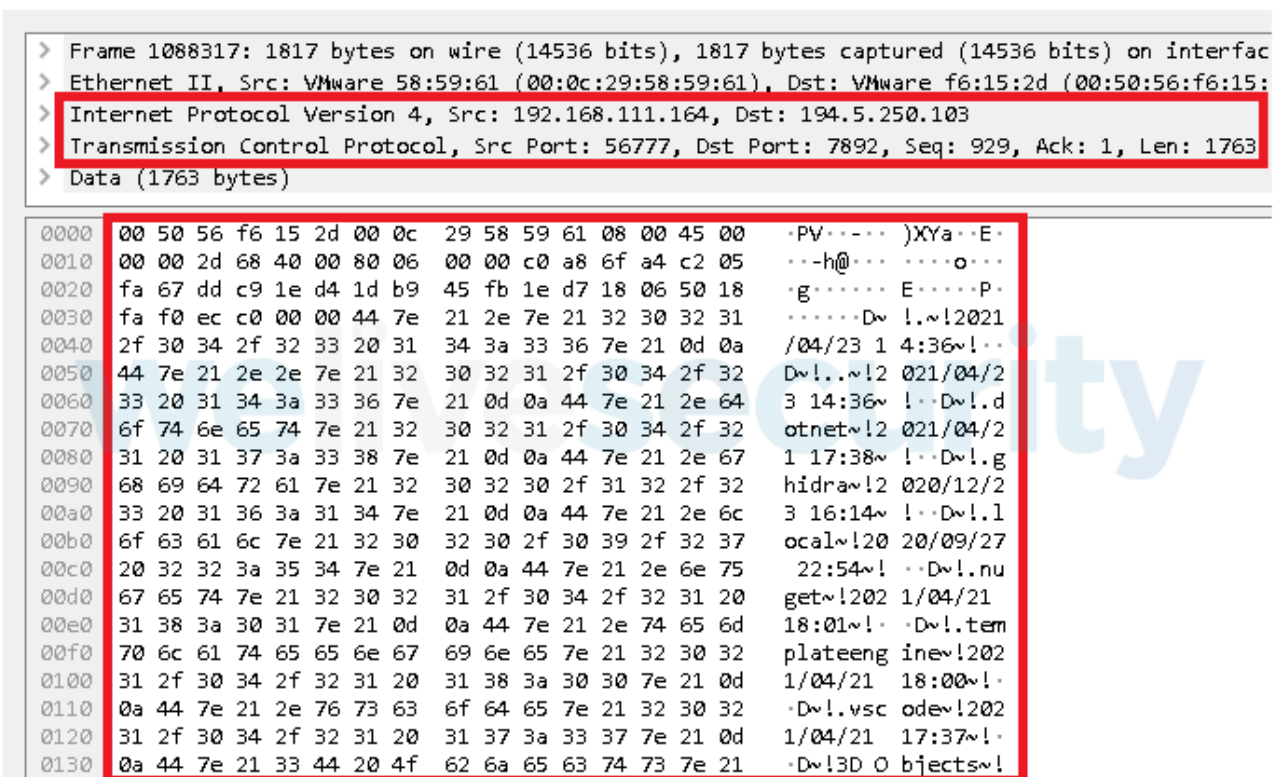 > Frame 1088317: 1817 bytes on wire (14536 bits), 1817 bytes captured (14536 bits) on interfac
> Ethernet II, Src: VMware 58:59:61 (00:0c:29:58:59:61), Dst: VMware f6:15:2d (00:50:56:f6:15:
> Internet Protocol Version 4, Src: 192.168.111.164, Dst: 194.5.250.103
> Transmission Control Protocol, Src Port: 56777, Dst Port: 7892, Seq: 929, Ack: 1, Len: 1763
> Data (1763 bytes)
0000 00 50 56 f6 15 2d 00 0c 29 58 59 61 08 00 45 00 ·PV··-·· )XYa··E·
0010 00 00 2d 68 40 00 80 06 00 00 c0 a8 6f a4 c2 05 ··-h@··· ····o···
0020 fa 67 dd c9 1e d4 1d b9 45 fb 1e d7 18 06 50 18 ·g······ E·····P·
0030 fa f0 ec c0 00 00 44 7e 21 2e 7e 21 32 30 32 31 ······D~ !.~!2021
0040 2f 30 34 2f 32 33 20 31 34 3a 33 36 7e 21 0d 0a /04/23 1 4:36~!··
0050 44 7e 21 2e 2e 7e 21 32 30 32 31 2f 30 34 2f 32 D~!..~!2 021/04/2
0060 33 20 31 34 3a 33 36 7e 21 0d 0a 44 7e 21 2e 64 3 14:36~ !··D~!.d
0070 6f 74 6e 65 74 7e 21 32 30 32 31 2f 30 34 2f 32 otnet~!2 021/04/2
0080 31 20 31 37 3a 33 38 7e 21 0d 0a 44 7e 21 2e 67 1 17:38~ !··D~!.g
0090 68 69 64 72 61 7e 21 32 30 32 30 2f 31 32 2f 32 hidra~!2 020/12/2
00a0 33 20 31 36 3a 31 34 7e 21 0d 0a 44 7e 21 2e 6c 3 16:14~ !··D~!.l
00b0 6f 63 61 6c 7e 21 32 30 32 30 2f 30 39 2f 32 37 ocal~!20 20/09/27
00c0 20 32 32 3a 35 34 7e 21 0d 0a 44 7e 21 2e 6e 75 22:54~! ··D~!.nu
00d0 67 65 74 7e 21 32 30 32 31 2f 30 34 2f 32 31 20 get~!202 1/04/21
00e0 31 38 3a 30 31 7e 21 0d 0a 44 7e 21 2e 74 65 6d 18:01~!· ·D~!.tem
00f0 70 6c 61 74 65 65 6e 67 69 6e 65 7e 21 32 30 32 plateeng ine~!202
0100 31 2f 30 34 2f 32 31 20 31 38 3a 30 30 7e 21 0d 1/04/21 18:00~!·
0110 0a 44 7e 21 2e 76 73 63 6f 64 65 7e 21 32 30 32 ·D~!.vsc ode~!202
0120 31 2f 30 34 2f 32 31 20 31 37 3a 33 37 7e 21 0d 1/04/21 17:37~!·
0130 0a 44 7e 21 33 44 20 4f 62 6a 65 63 74 73 7e 21 ·D~!3D O bjects~!
welivesecurity